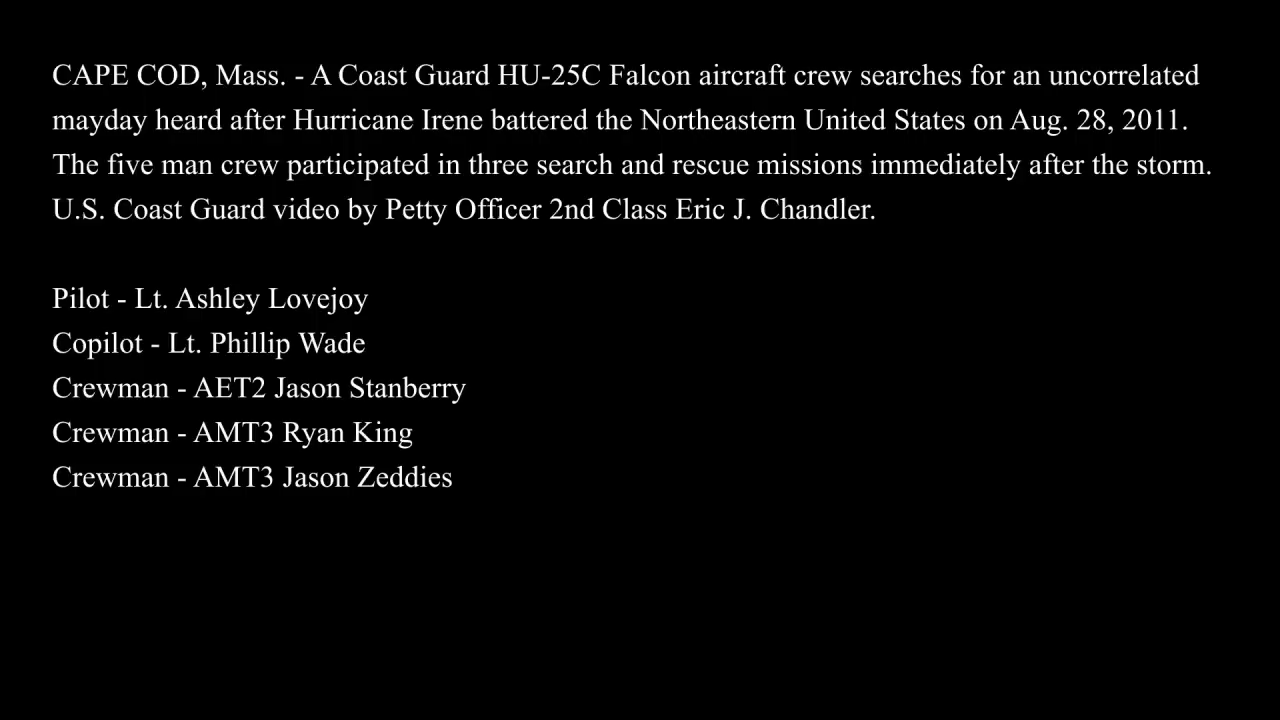 CAPE COD, Mass. - A Coast Guard HU-25C Falcon aircraft crew searches for an uncorrelated
mayday heard after Hurricane Irene battered the Northeastern United States on Aug. 28, 2011.
The five man crew participated in three search and rescue missions immediately after the storm.
U.S. Coast Guard video by Petty Officer 2nd Class Eric J. Chandler.
Pilot - Lt. Ashley Lovejoy
Copilot - Lt. Phillip Wade
Crewman - AET2 Jason Stanberry
Crewman - AMT3 Ryan King
Crewman - AMT3 Jason Zeddies